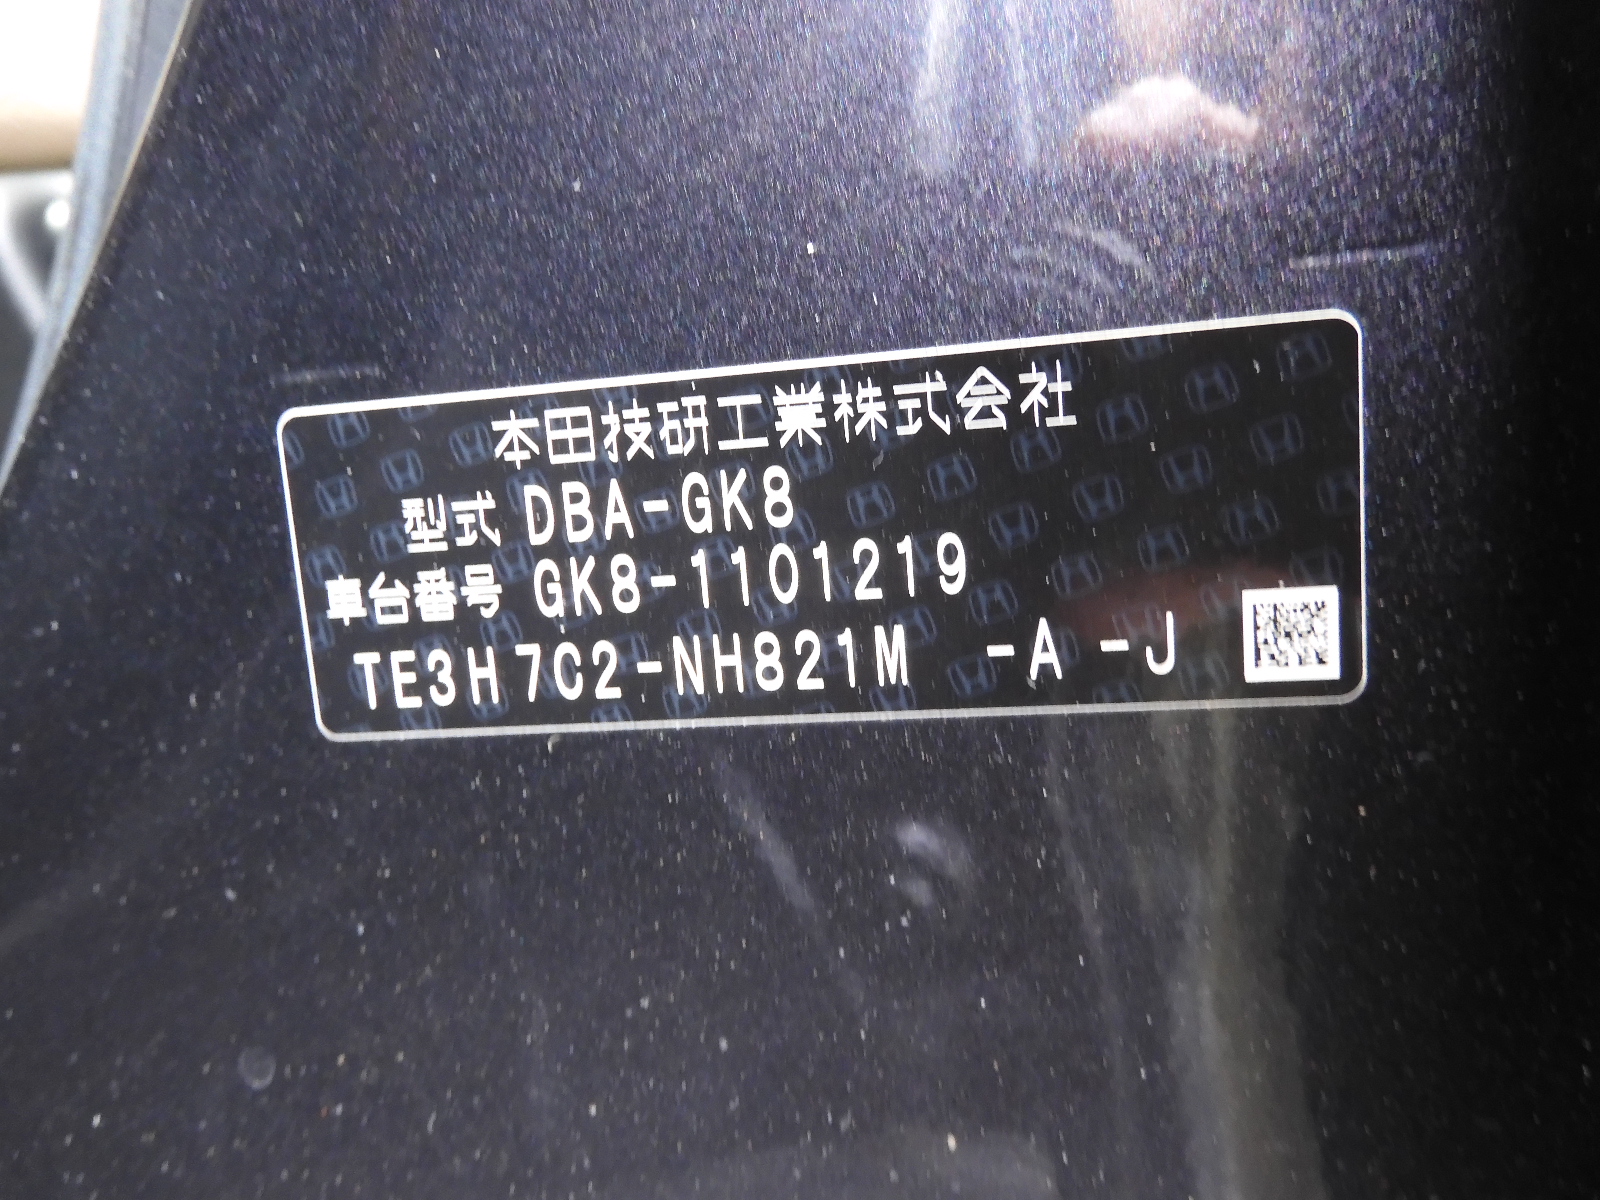 本田技研工業株式会社
型式 DBA-GK8
車台番号 GK8-1101219
TE3H7C2-NH821M -A -J